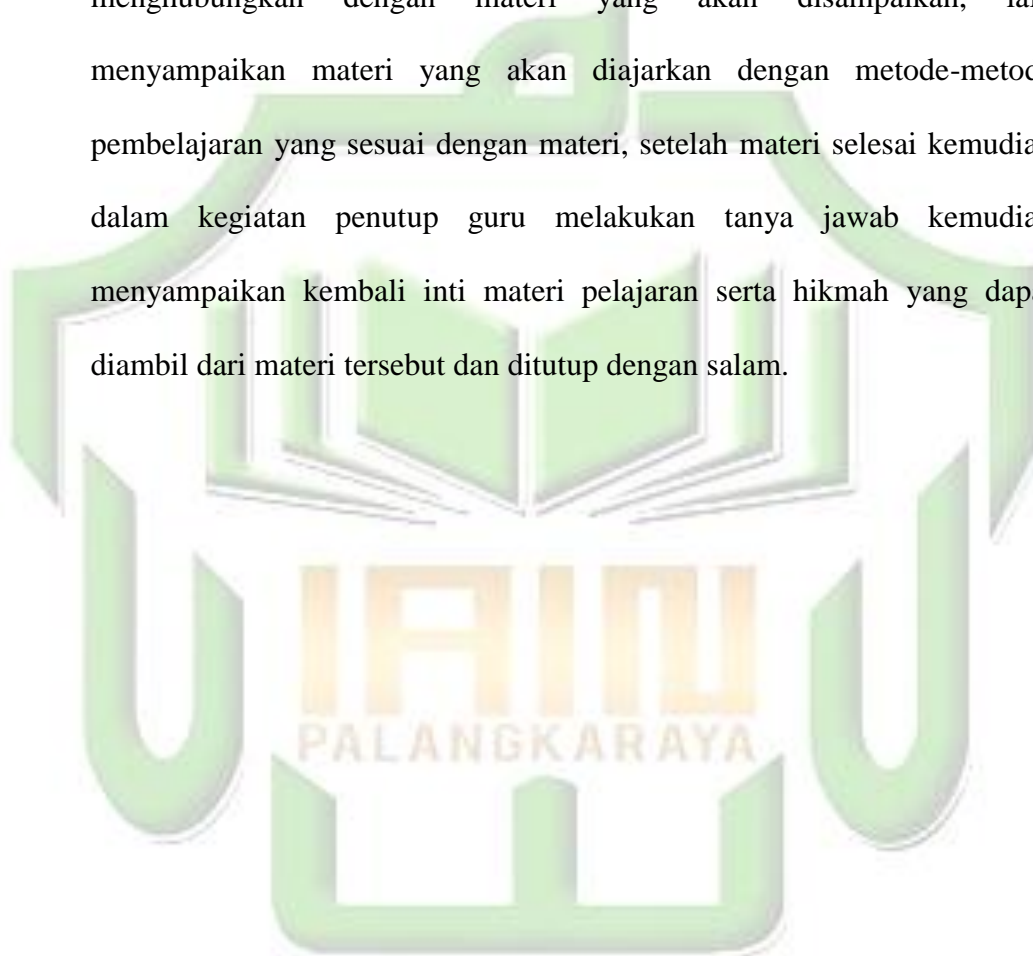 menghubungkan dengan materi yang akan disampaikan, lal
menyampaikan materi yang akan diajarkan dengan metode-metod
pembelajaran yang sesuai dengan materi, setelah materi selesai kemudia
dalam kegiatan penutup guru melakukan tanya jawab kemudia
menyampaikan kembali inti materi pelajaran serta hikmah yang dapa
diambil dari materi tersebut dan ditutup dengan salam.
IAIN
PALANGKARAYA